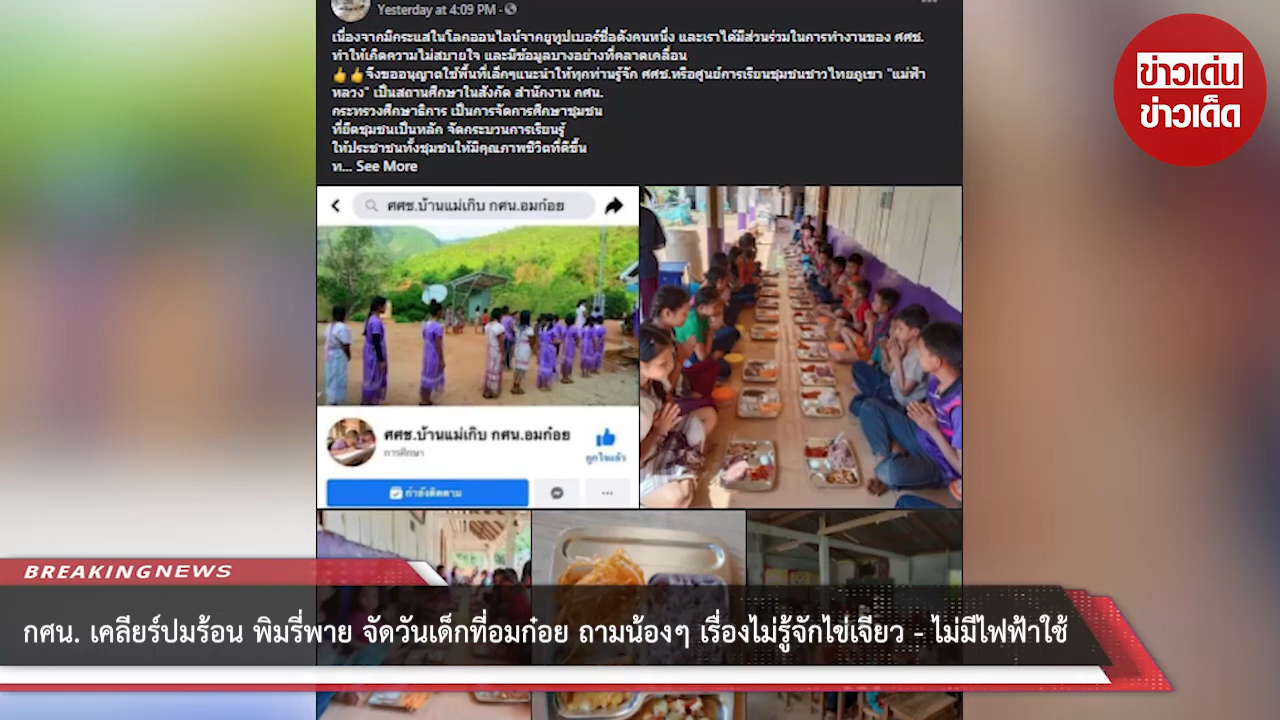 Yesterday at 4:09 PM ·
เนื่องจากมีกระแสในโลกออนไลน์จากยูทูปเบอร์ชื่อดังคนหนึ่ง และเราได้มีส่วนร่วมในการทำงานของ ศศช.
ทำให้เกิดความไม่สบายใจ และมีข้อมูลบางอย่างที่คลาดเคลื่อน
👍👍จึงขออนุญาตใช้พื้นที่เล็กๆแนะนำให้ทุกท่านรู้จัก ศศช.หรือศูนย์การเรียนชุมชนชาวไทยภูเขา "แม่ฟ้า
หลวง" เป็นสถานศึกษาในสังกัด สำนักงาน กศน.
กระทรวงศึกษาธิการ เป็นการจัดการศึกษาชุมชน
ที่ยึดชุมชนเป็นหลัก จัดกระบวนการเรียนรู้
ให้ประชาชนทั้งชุมชนให้มีคุณภาพชีวิตที่ดีขึ้น
ท... See More
ข่าวเด่น
ข่าวเด็ด
ศศช.บ้านแม่เกิบ กศน.อมก๋อย
ศศช.บ้านแม่เกิบ กศน.อมก๋อย
การศึกษา
ถูกใจแล้ว
กำลังติดตาม
BREAKINGNEWS
กศน. เคลียร์ปมร้อน พิมรี่พาย จัดวันเด็กที่อมก๋อย ถามน้องๆ เรื่องไม่รู้จักไข่เจียว - ไม่มีไฟฟ้าใช้